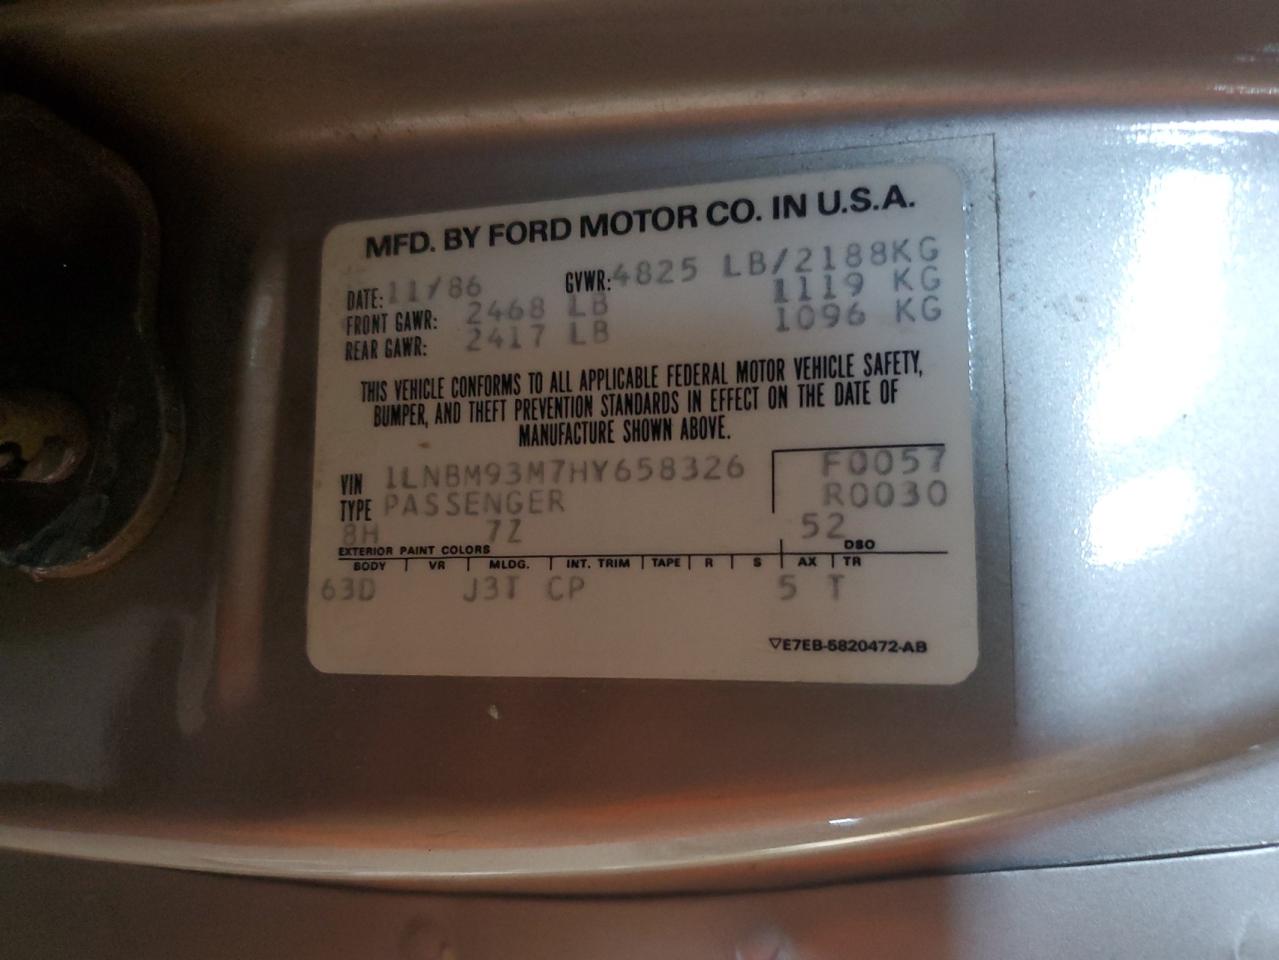 MFD. BY FORD MOTOR CO. IN U.S.A.
DATE: 11/86 GVWR: 4825 LB/2188KG
FRONT GAWR: 2468 LB 1119 KG
REAR GAWR: 2417 LB 1096 KG
THIS VEHICLE CONFORMS TO ALL APPLICABLE FEDERAL MOTOR VEHICLE SAFETY,
BUMPER, AND THEFT PREVENTION STANDARDS IN EFFECT ON THE DATE OF
MANUFACTURE SHOWN ABOVE.
VIN 1LNBM93M7HY658326 F0057
TYPE PASSENGER R0030
8H 7Z 52
EXTERIOR PAINT COLORS DSO
BODY VR MLDG. INT. TRIM TAPE R S AX TR
63D J3T CP 5 T
▽E7EB-5820472-AB